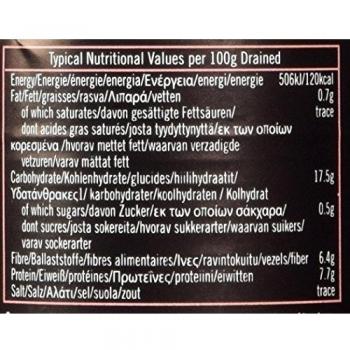 Typical Nutritional Values per 100g Drained
Energy/Energie/énergie/energia/Ενέργεια/energi/energie 506kJ/120kcal
Fat/Fett/graisses/rasva/Λιπαρά/vetten 0.7g
of which saturates/davon gesättigte Fettsäuren/ trace
dont acides gras saturés/josta tyydyttynyttä/εκ των οποίων
κορεσμένα /hvorav mettet fett/waarvan verzadigde
vetzuren/varav mättat fett
Carbohydrate/Kohlenhydrate/glucides/hiilihydraatit/ 17.5g
Υδατάνθρακες1/ karbohydrater/koolhydraten / Kolhydrat
of which sugars/davon Zucker/εκ των οποίων σάκχαρα/ 0.5g
dont sucres/josta sokereita/hvorav sukkerarter/waarvan suikers/
varav sockerarter
Fibre/Ballaststoffe/fibres alimentaires/Ινες/ravintokuitu/vezels/fiber 6.4g
Protein/Eiweiß/protéines/Πρωτεΐνες/proteiini/eiwitten 7.7g
Salt/Salz/Αλάτι/sel/suola/zout trace